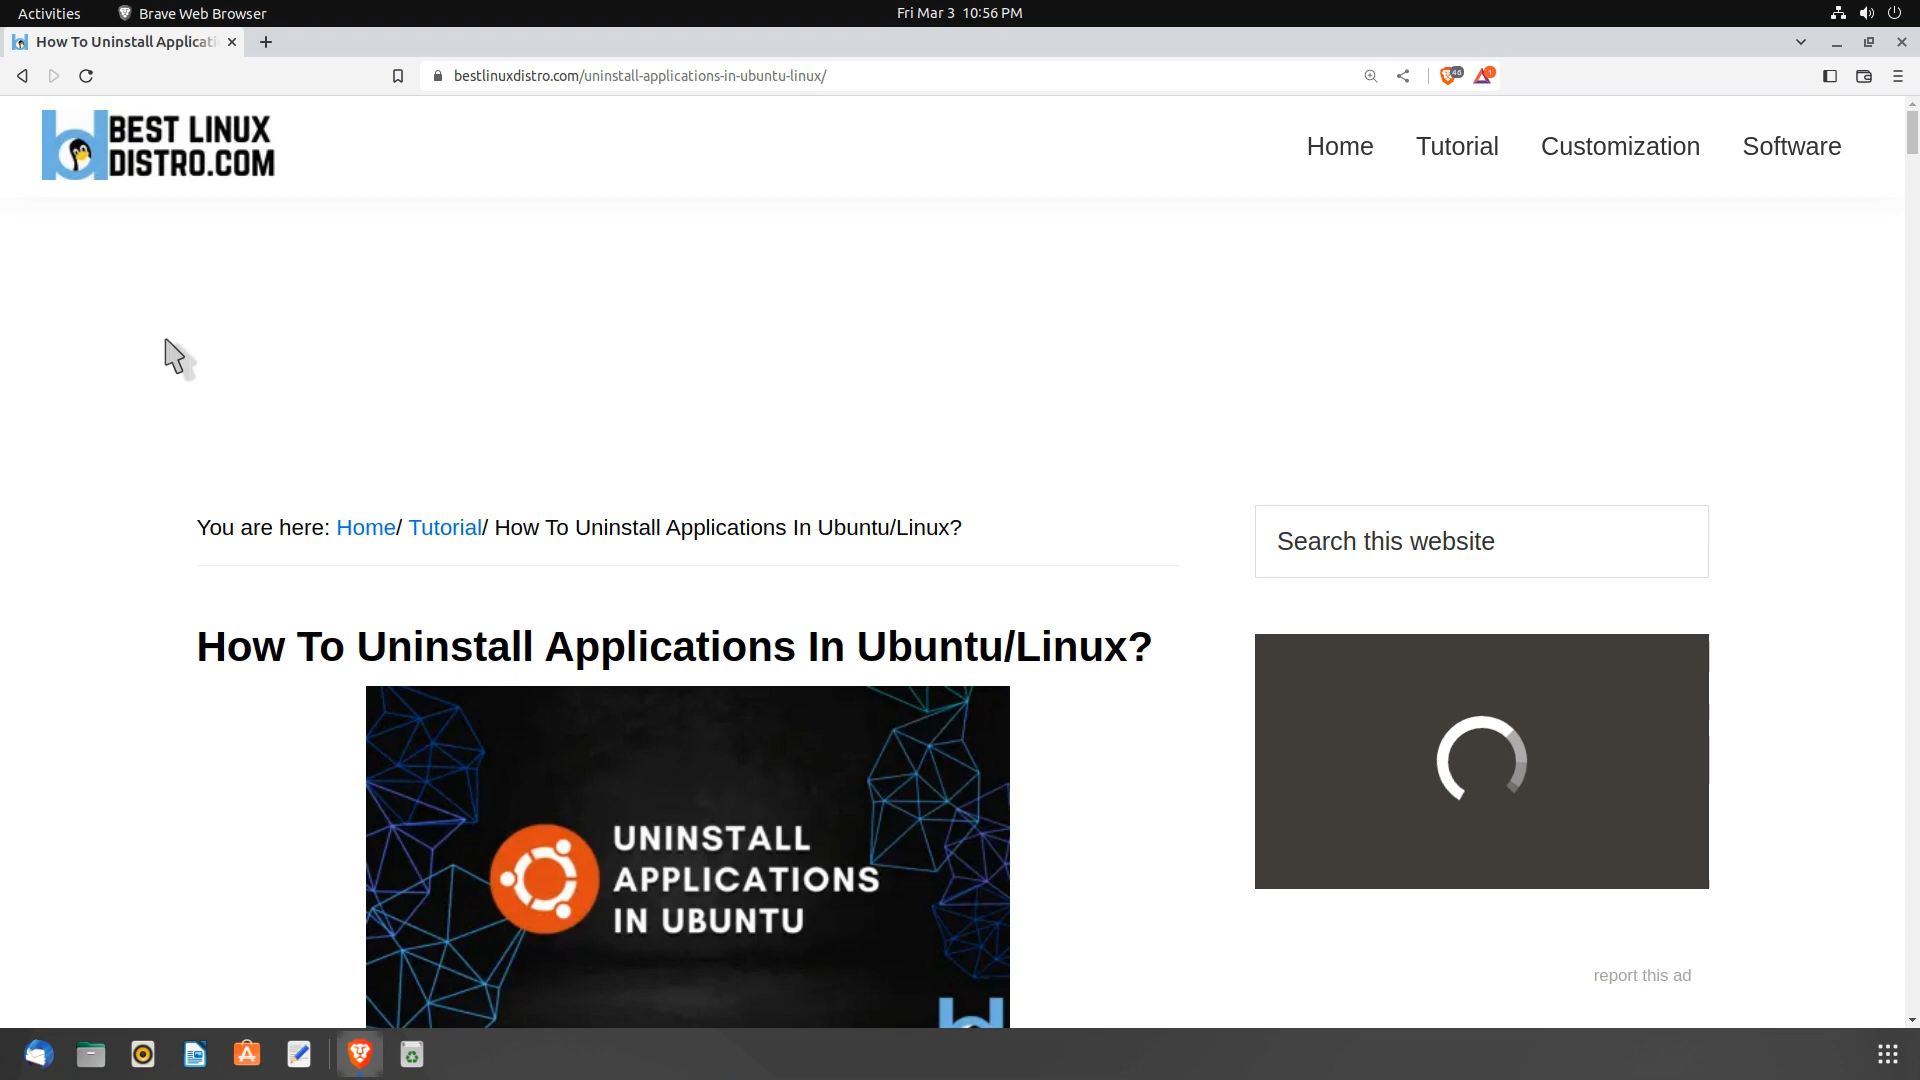 Activities
Brave Web Browser
Fri Mar 3 10:56 PM
How To Uninstall Applicati
bestlinuxdistro.com/uninstall-applications-in-ubuntu-linux/
46
1
BEST LINUX
DISTRO.COM
Home
Tutorial
Customization
Software
You are here: Home/ Tutorial/ How To Uninstall Applications In Ubuntu/Linux?
Search this website
How To Uninstall Applications In Ubuntu/Linux?
UNINSTALL
APPLICATIONS
IN UBUNTU
report this ad